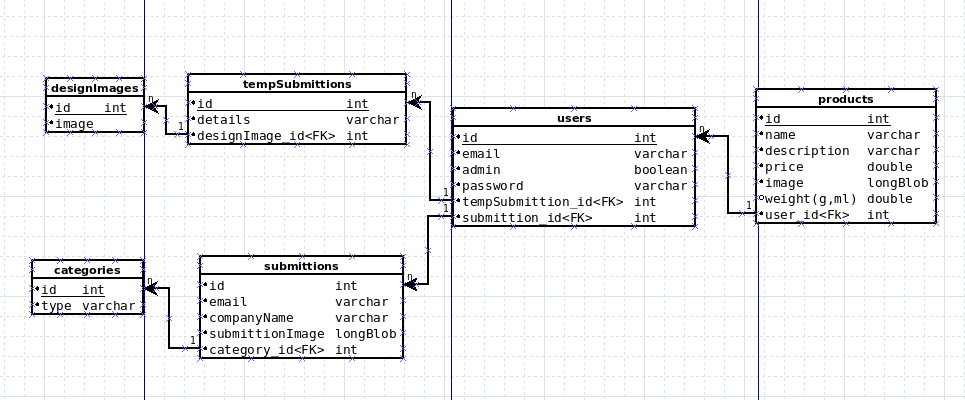 designImages
id int
image
tempSubmittions
id int
details varchar
designImage_id<FK> int
n
1
users
id int
email varchar
admin boolean
password varchar
tempSubmittion_id<FK> int
submittion_id<FK> int
n
1
1
products
id int
name varchar
description varchar
price double
image longBlob
weight(g,ml) double
user_id<Fk> int
n
1
categories
id int
type varchar
submittions
id int
email varchar
companyName varchar
submittionImage longBlob
category_id<FK> int
n
1
n